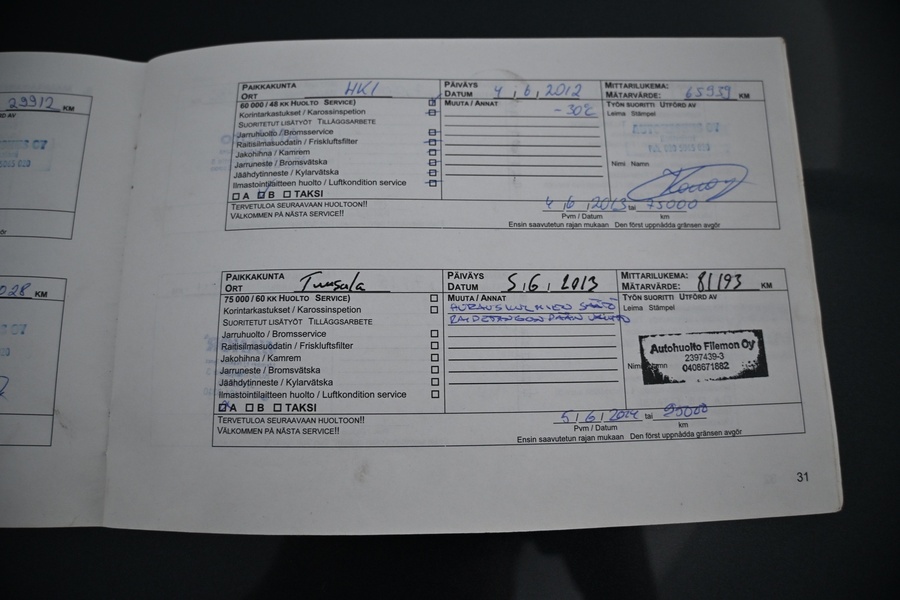 29912 KM
028 KM
PAIKKAKUNTA
ORT HKI
PÄIVÄYS
DATUM 4,6,2012
MITTARILUKEMA:
MÄTARVÄRDE: 65939 KM
60 000 / 48 KK HUOLTO SERVICE)
Korintarkastukset / Karossinspetion
SUORITETUT LISÄTYÖT TILLÄGGSARBETE
Jarruhuolto / Bromsservice
Raitisilmasuodatin / Friskluftsfilter
Jakohihna / Kamrem
Jarruneste / Bromsvätska
Jäähdytinneste / Kylarvätska
Ilmastointilaitteen huolto / Luftkondition service
A B TAKSI
MUUTA / ANNAT
TYÖN SUORITTI UTFÖRD AV
Leima Stämpel
Nimi Namn
TERVETULOA SEURAAVAAN HUOLTOON!!
VÄLKOMMEN PÅ NÄSTA SERVICE!!
4,6,2013 tai 75000
Pvm / Datum km
Ensin saavutetun rajan mukaan Den först uppnådda gränsen avgör
PAIKKAKUNTA
ORT Tuusula
PÄIVÄYS
DATUM 5,6,2013
MITTARILUKEMA:
MÄTARVÄRDE: 81193 KM
75 000 / 60 KK HUOLTO SERVICE)
Korintarkastukset / Karossinspetion
SUORITETUT LISÄTYÖT TILLÄGGSARBETE
Jarruhuolto / Bromsservice
Raitisilmasuodatin / Friskluftsfilter
Jakohihna / Kamrem
Jarruneste / Bromsvätska
Jäähdytinneste / Kylarvätska
Ilmastointilaitteen huolto / Luftkondition service
A B TAKSI
MUUTA / ANNAT
AURAUSKULMIEN SÄÄTÖ
RAIDETANGON PÄÄN
TYÖN SUORITTI UTFÖRD AV
Leima Stämpel
Autohuolto Filemon Oy
2397439-3
0408671882
TERVETULOA SEURAAVAAN HUOLTOON!!
VÄLKOMMEN PÅ NÄSTA SERVICE!!
5,6,2014 tai 95000
Pvm / Datum km
Ensin saavutetun rajan mukaan Den först uppnådda gränsen avgör
31